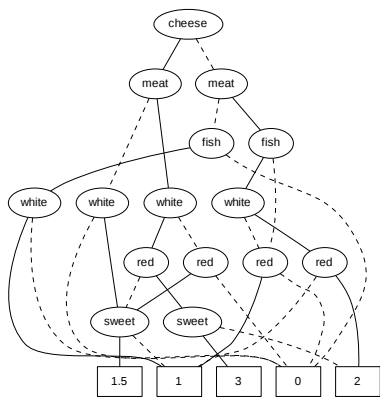 cheese
meat meat
fish fish
white white white white
red red red red
sweet sweet
1.5 1 3 0 2